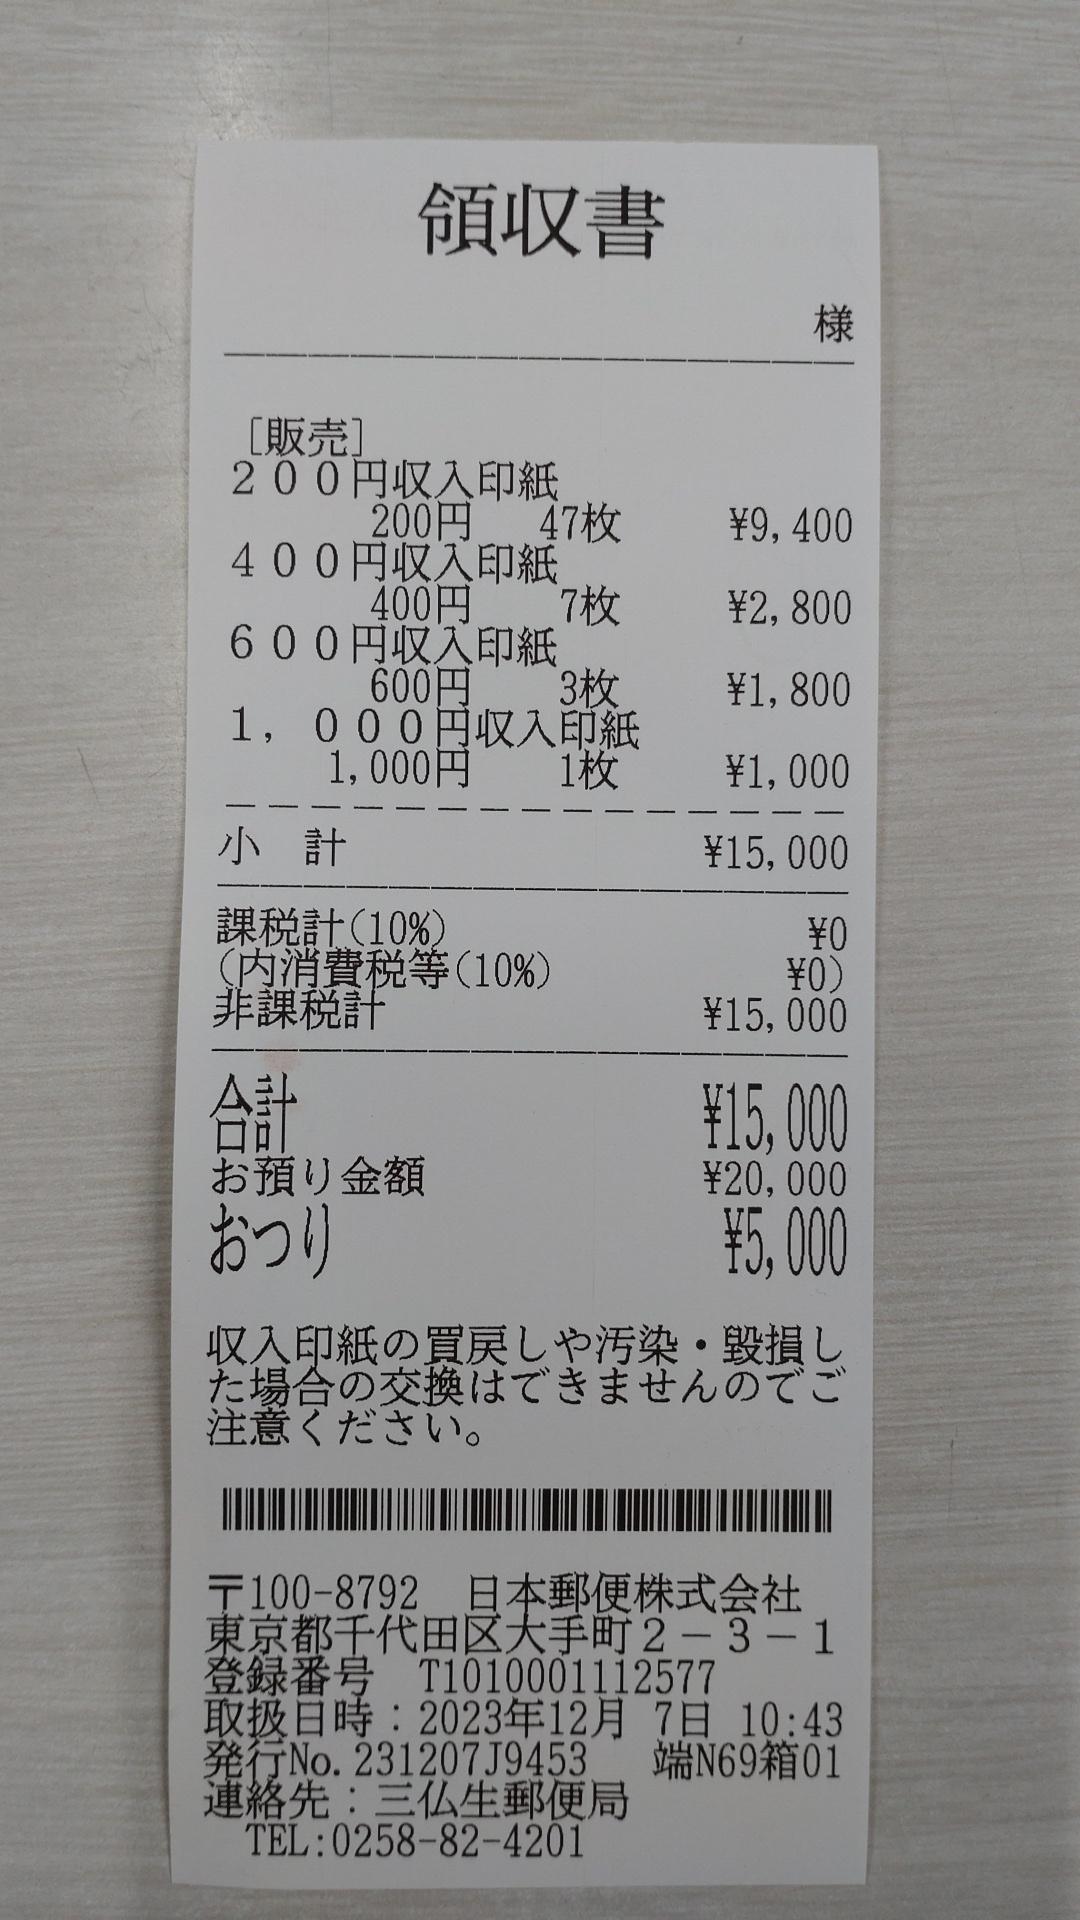 領収書
様
[販売]
２００円収入印紙
200円 47枚 ¥9,400
４００円収入印紙
400円 7枚 ¥2,800
６００円収入印紙
600円 3枚 ¥1,800
１，０００円収入印紙
1,000円 1枚 ¥1,000
小 計 ¥15,000
課税計(10%) ¥0
(内消費税等(10%) ¥0)
非課税計 ¥15,000
合計 ¥15,000
お預り金額 ¥20,000
おつり ¥5,000
収入印紙の買戻しや汚染・毀損し
た場合の交換はできませんのでご
注意ください。
〒100-8792 日本郵便株式会社
東京都千代田区大手町２－３－１
登録番号 T1010001112577
取扱日時：2023年12月 7日 10:43
発行No.231207J9453 端N69箱01
連絡先：三仏生郵便局
TEL:0258-82-4201